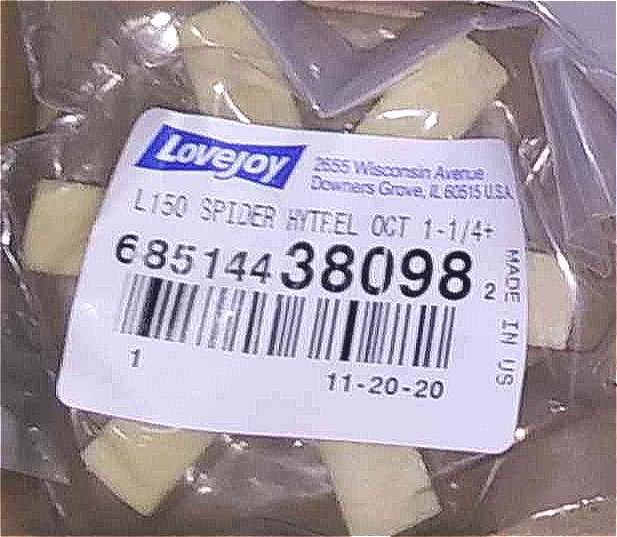 Lovejoy
2655 Wisconsin Avenue
Downers Grove, IL 60515 U.S.A
L150 SPIDER HYTREL OCT 1-1/4+
685144 38098 2
MADE IN US
1
11-20-20